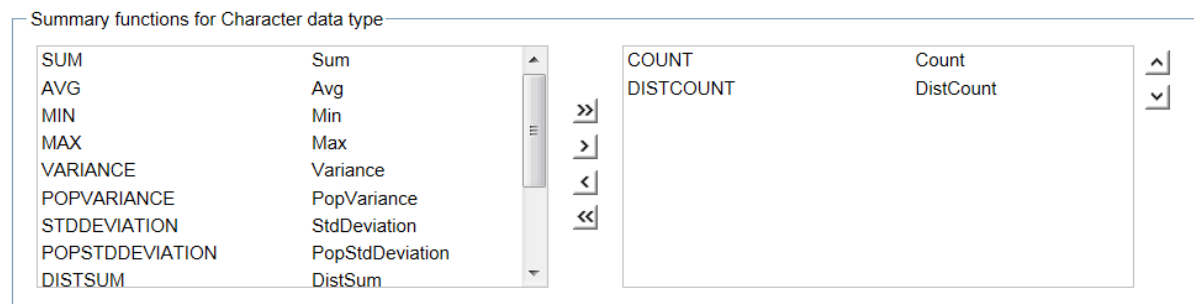 Summary functions for Character data type
SUM Sum
AVG Avg
MIN Min
MAX Max
VARIANCE Variance
POPVARIANCE PopVariance
STDDEVIATION StdDeviation
POPSTDDEVIATION PopStdDeviation
DISTSUM DistSum
COUNT Count
DISTCOUNT DistCount